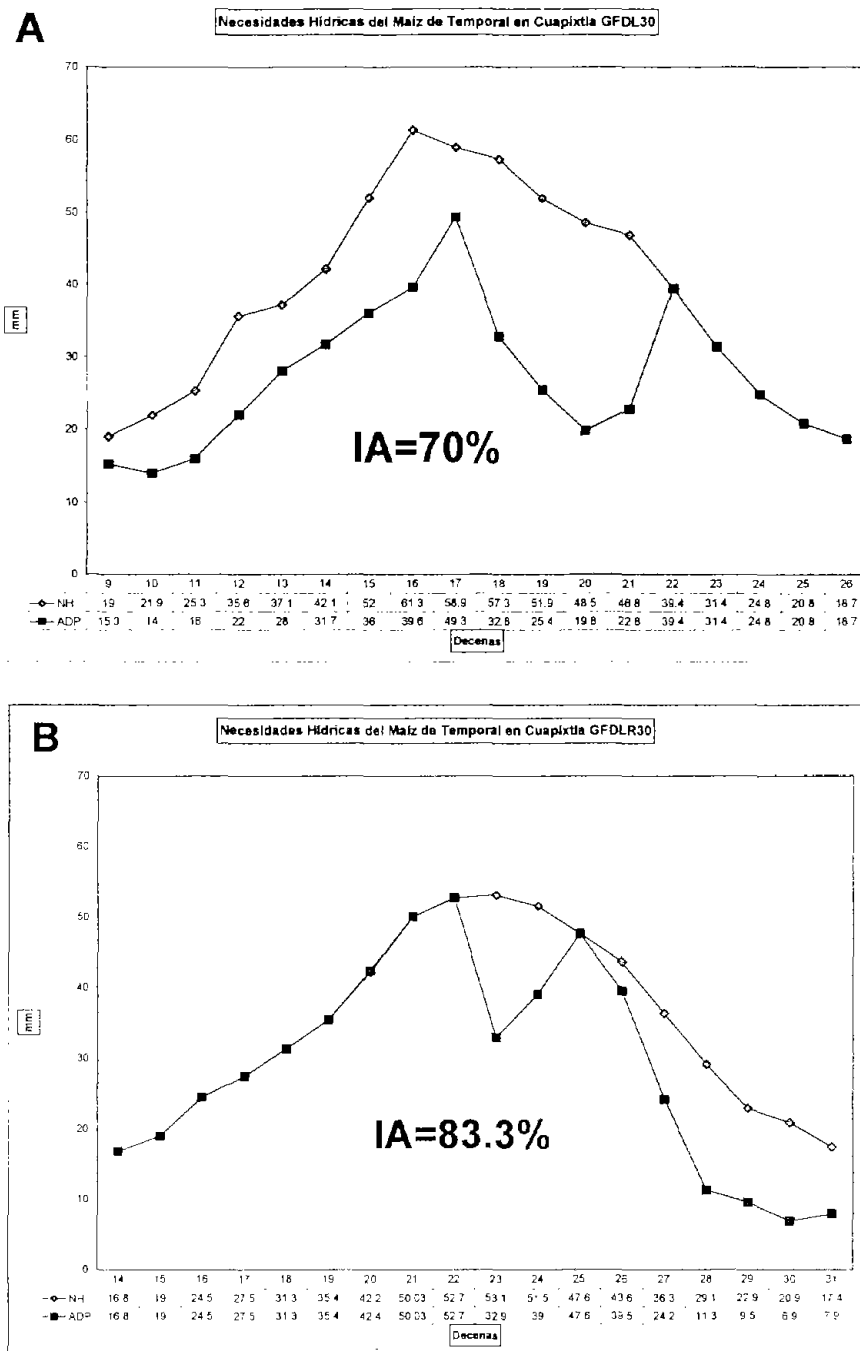 A
Necesidades Hídricas del Maíz de Temporal en Cuapixtla GFDL30
70
60
50
40
30
20
10
0
mm
IA=70%
9 10 11 12 13 14 15 16 17 18 19 20 21 22 23 24 25 26
NH 19 21.9 25.3 35.6 37.1 42.1 52 61.3 58.9 57.3 51.9 48.5 46.8 39.4 31.4 24.8 20.8 18.7
ADP 15.3 14 16 22 28 31.7 36 39.6 49.3 32.8 25.4 19.8 22.8 39.4 31.4 24.8 20.8 18.7
Decenas
B
Necesidades Hídricas del Maíz de Temporal en Cuapixtla GFDLR30
70
60
50
40
30
20
10
0
mm
IA=83.3%
14 15 16 17 18 19 20 21 22 23 24 25 26 27 28 29 30 31
NH 16.8 19 24.5 27.5 31.3 35.4 42.2 50.03 52.7 53.1 51.5 47.6 43.6 36.3 29.1 22.9 20.9 17.4
ADP 16.8 19 24.5 27.5 31.3 35.4 42.4 50.03 52.7 32.9 39 47.6 39.5 24.2 11.3 9.5 6.9 7.9
Decenas